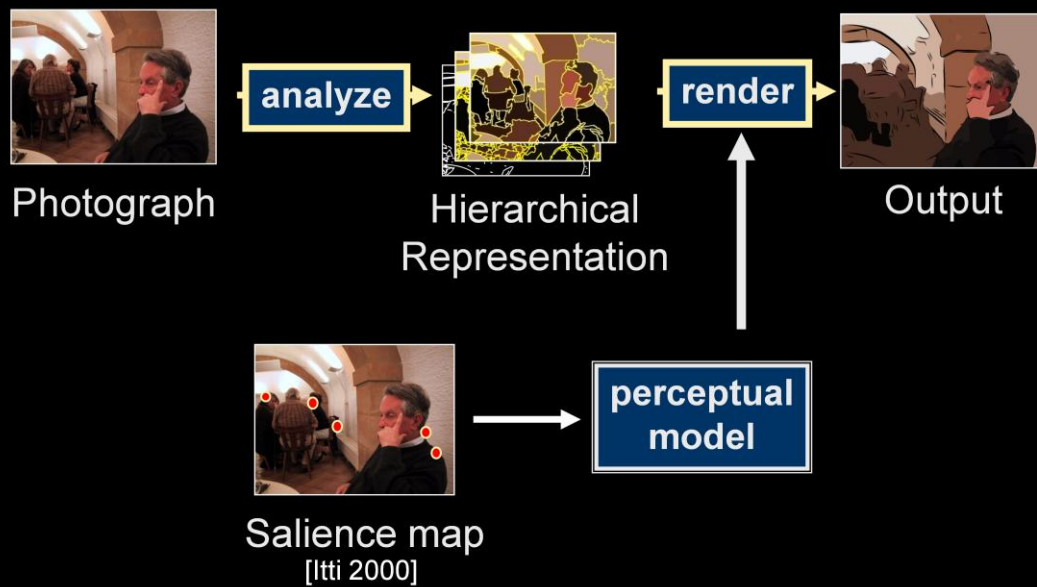 analyze
render
Photograph
Hierarchical
Representation
Output
perceptual
model
Salience map
[Itti 2000]